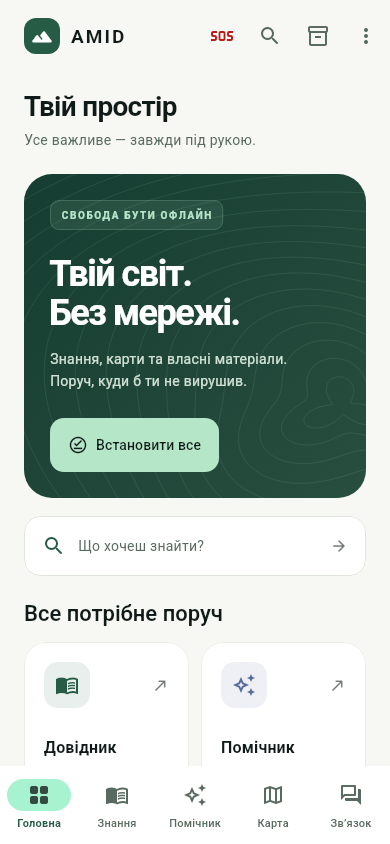 AMID
SOS
Твій простір
Усе важливе — завжди під рукою.
СВОБОДА БУТИ ОФЛАЙН
Твій світ.
Без мережі.
Знання, карти та власні матеріали.
Поруч, куди б ти не вирушив.
Встановити все
Що хочеш знайти?
Все потрібне поруч
Довідник
Помічник
Головна
Знання
Помічник
Карта
Зв'язок